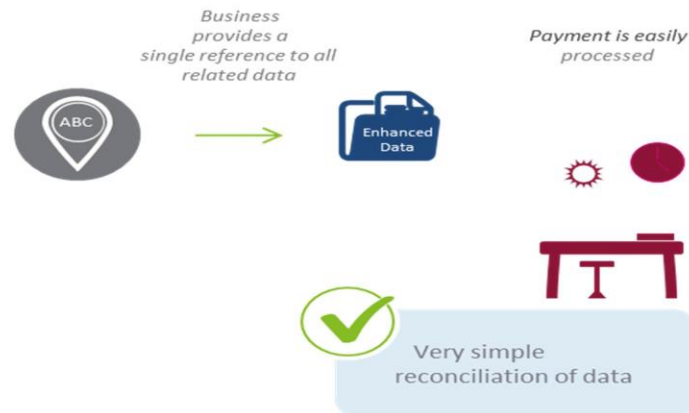 Business
provides a
single reference to all
related data
Payment is easily
processed
ABC
Enhanced
Data
Very simple
reconciliation of data